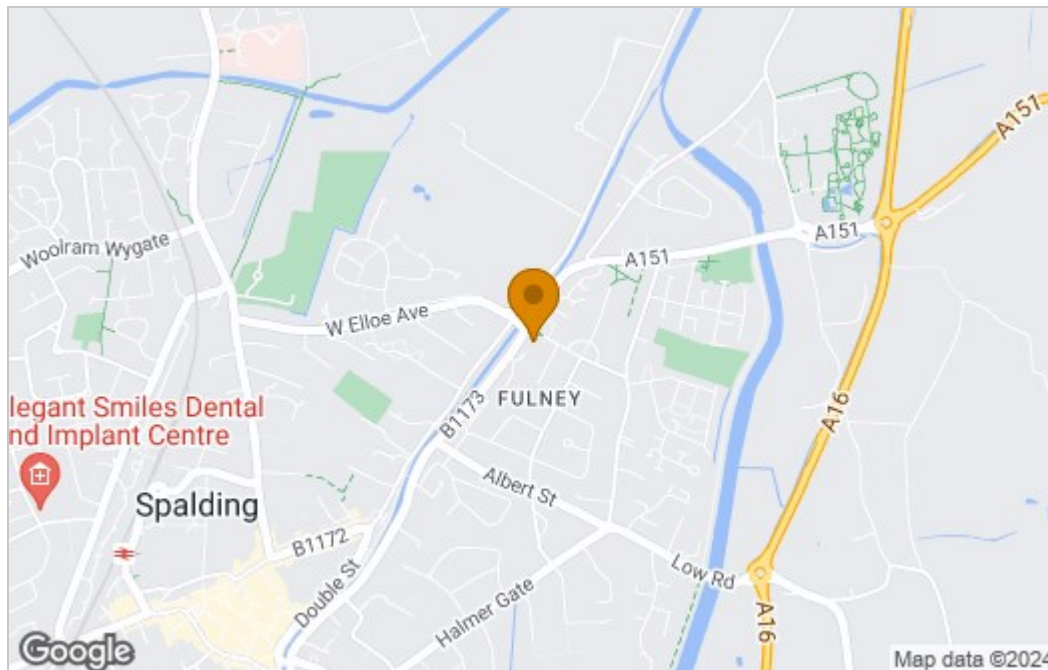 A151
Woolram Wygate
A151
A151
W Elloe Ave
FULNEY
B1173
A16
legant Smiles Dental
nd Implant Centre
Albert St
Spalding
B1172
Double St
Halmer Gate
Low Rd
A16
Google
Map data ©2024